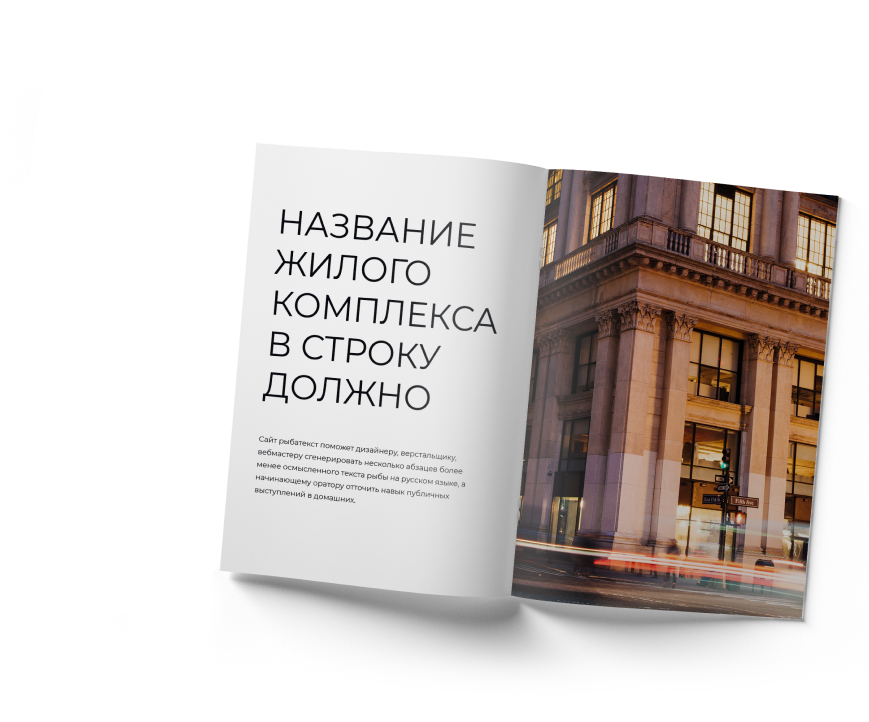 НАЗВАНИЕ
ЖИЛОГО
КОМПЛЕКСА
В СТРОКУ
ДОЛЖНО
Сайт рыбатекст поможет дизайнеру, верстальщику,
вебмастеру сгенерировать несколько абзацев более
менее осмысленного текста рыбы на русском языке, а
начинающему оратору отточить навык публичных
выступлений в домашних.
Fifth Ave